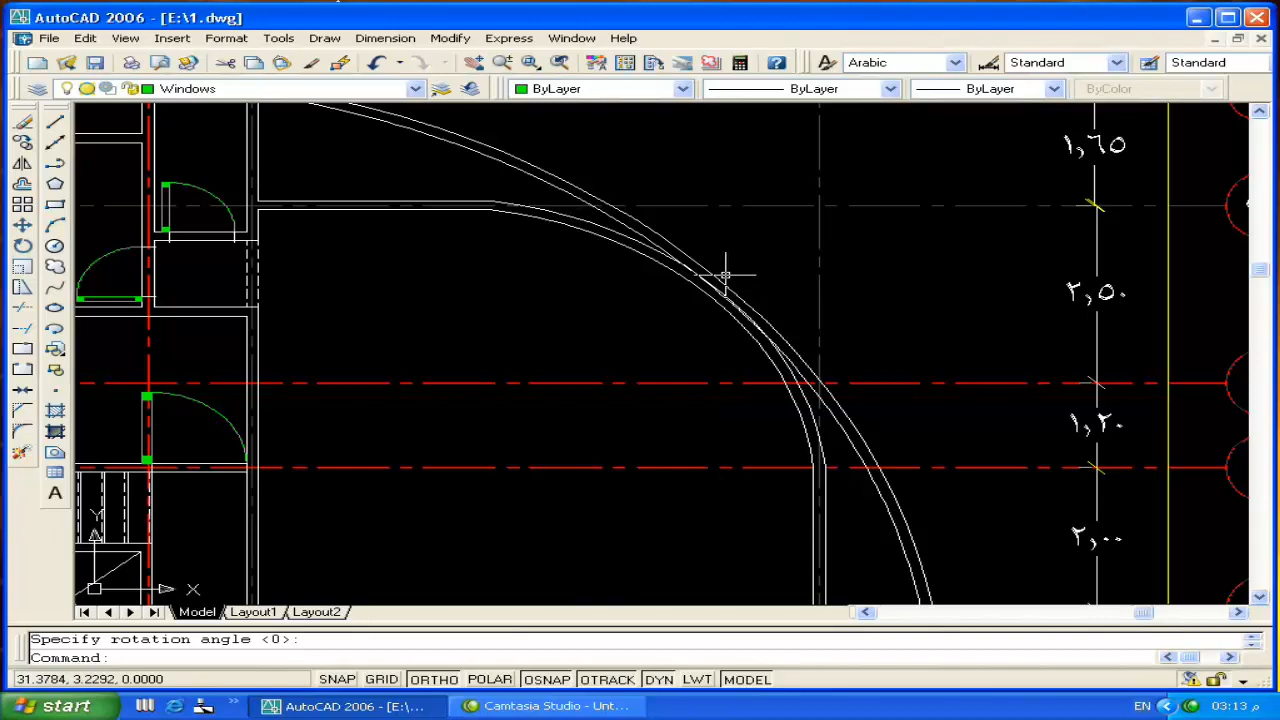 AutoCAD 2006 - [E:\1.dwg]
File Edit View Insert Format Tools Draw Dimension Modify Express Window Help
Arabic Standard Standard
Windows ByLayer ByLayer ByLayer ByColor
١,٦٥
٢,٥٠
١,٢٠
٢,٠٠
Y
X
A
Model Layout1 Layout2
Specify rotation angle <0>:
Command:
31.3784, 3.2292, 0.0000 SNAP GRID ORTHO POLAR OSNAP OTRACK DYN LWT MODEL
start AutoCAD 2006 - [E:\... Camtasia Studio - Unt... EN 03:13 م